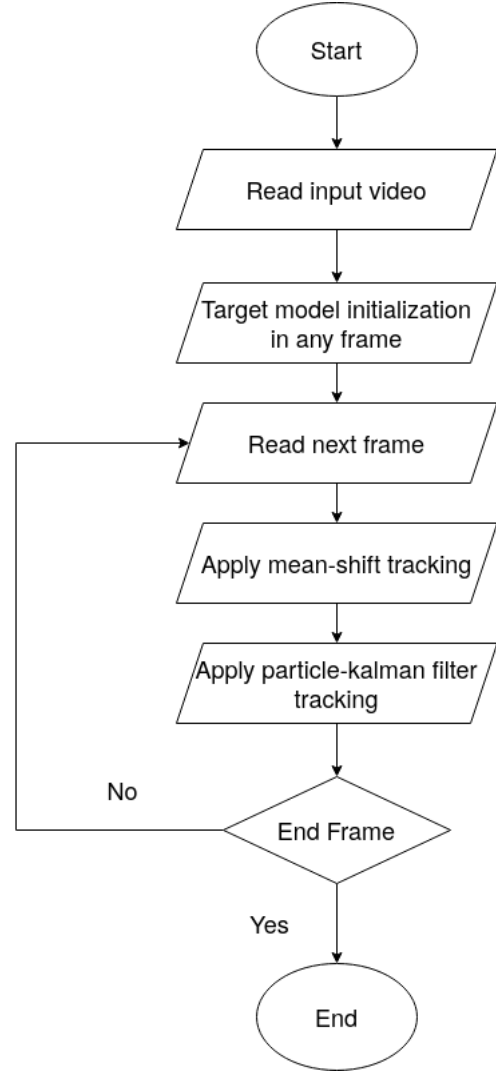 Start
Read input video
Target model initialization
in any frame
Read next frame
Apply mean-shift tracking
Apply particle-kalman filter
tracking
No
End Frame
Yes
End